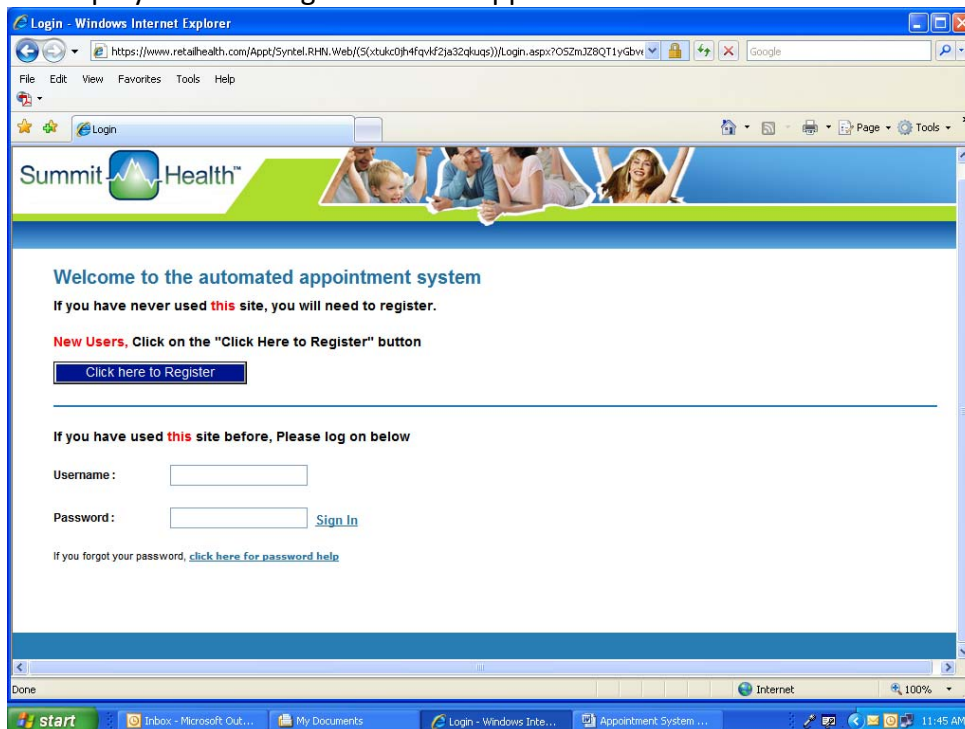 Login - Windows Internet Explorer
https://www.retailhealth.com/Appt/Syntel.RHN.Web/(S(xtukc0jh4fqvkf2ja32qkuqs))/Login.aspx?OSZmJZ8QT1yGbv
Google
File Edit View Favorites Tools Help
Login
Page Tools
Summit Health™
Welcome to the automated appointment system
If you have never used this site, you will need to register.
New Users, Click on the "Click Here to Register" button
Click here to Register
If you have used this site before, Please log on below
Username :
Password :
Sign In
If you forgot your password, click here for password help
Done
Internet
100%
start
Inbox - Microsoft Out...
My Documents
Login - Windows Inte...
Appointment System ...
11:45 AM